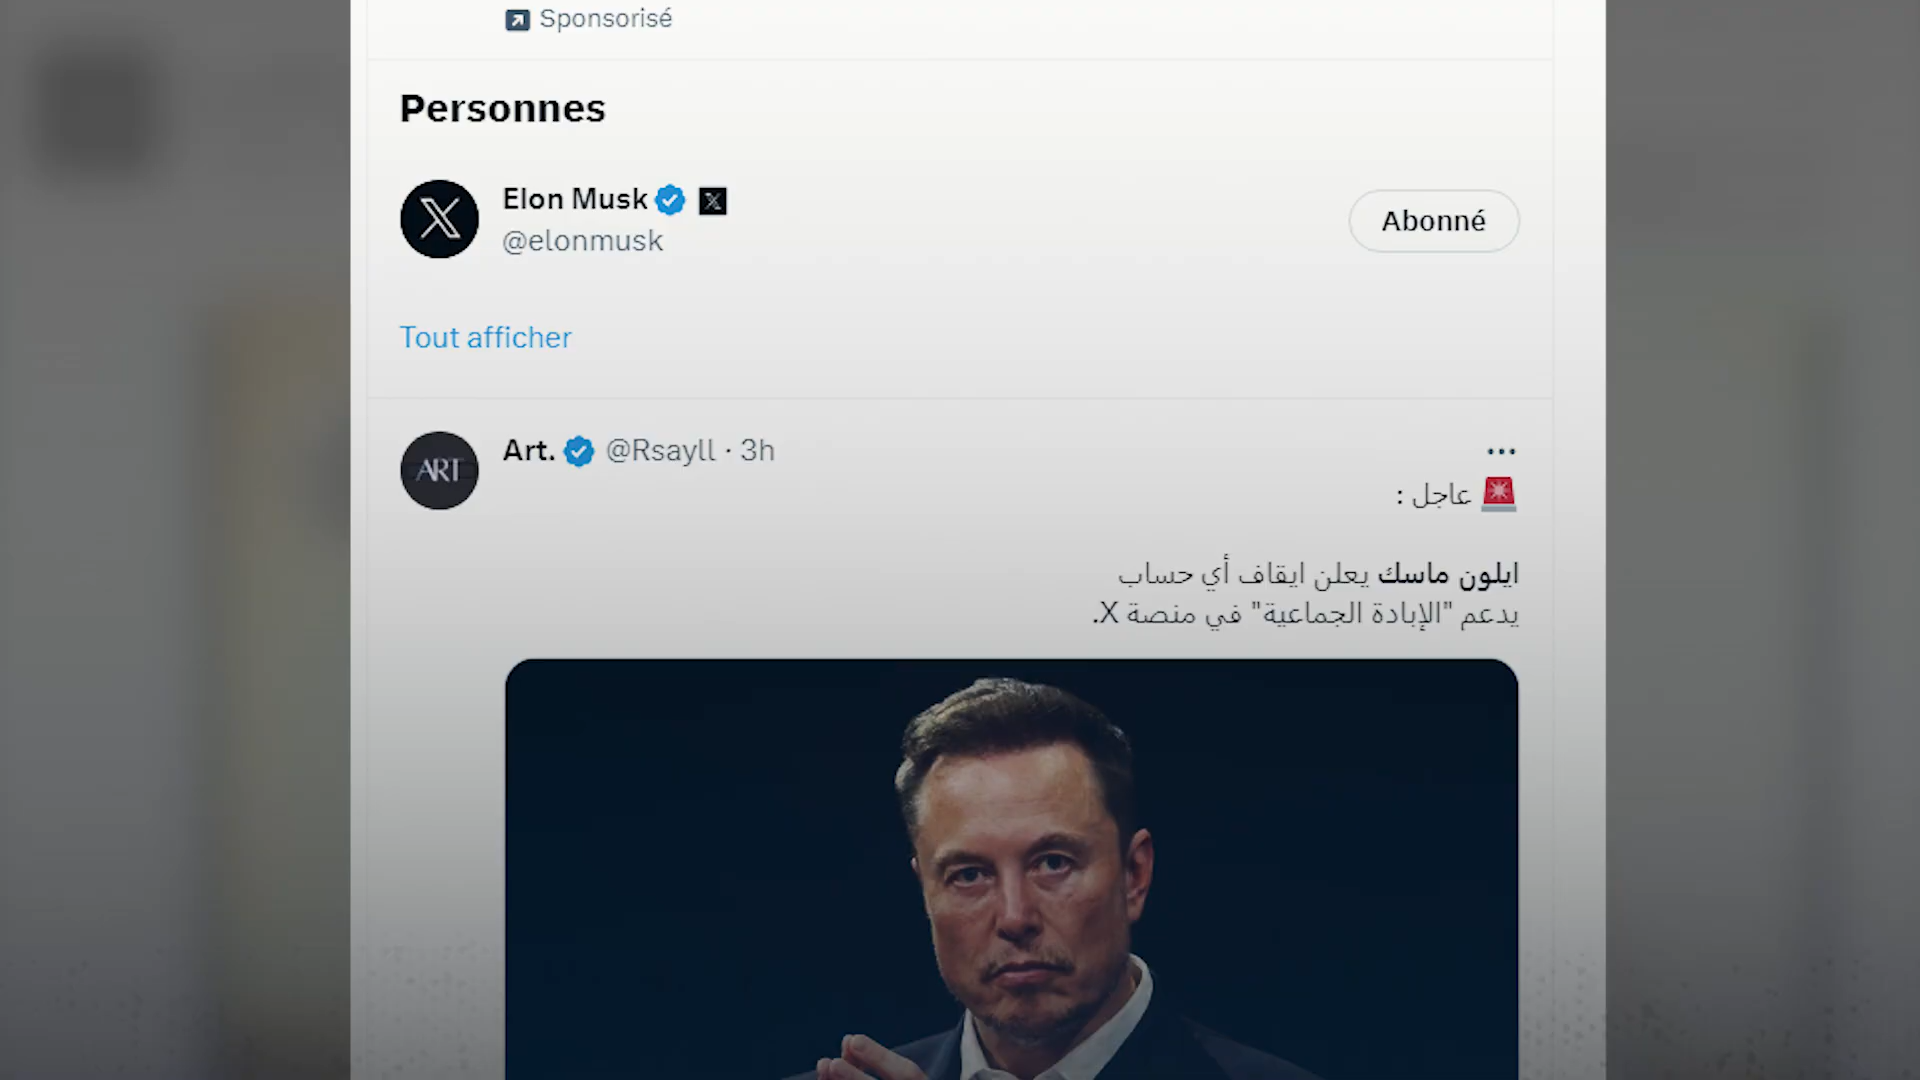 Sponsorisé
Personnes
Elon Musk
@elonmusk
Abonné
Tout afficher
ART
Art. @Rsayll · 3h
🚨 عاجل :
ايلون ماسك يعلن ايقاف أي حساب
يدعم "الإبادة الجماعية" في منصة X.